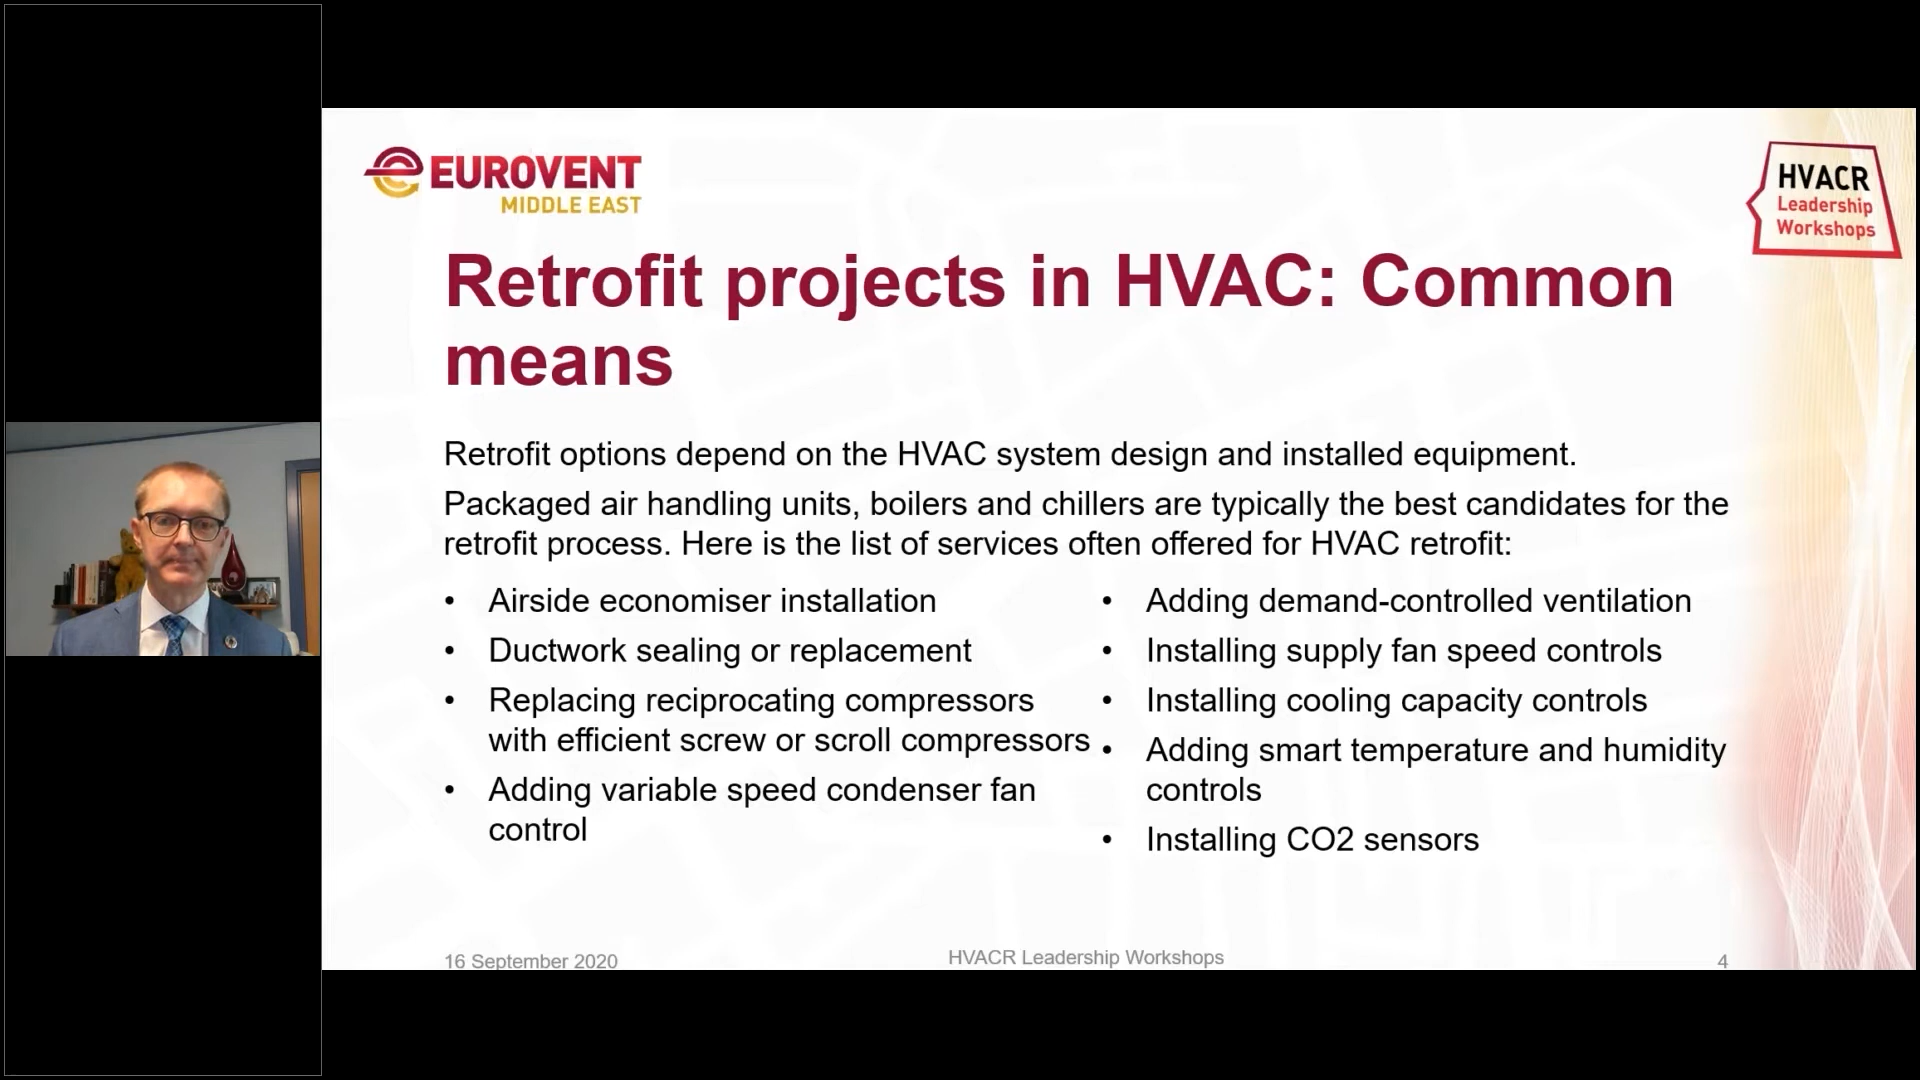 EUROVENT
MIDDLE EAST
HVACR
Leadership
Workshops
Retrofit projects in HVAC: Common
means
Retrofit options depend on the HVAC system design and installed equipment.
Packaged air handling units, boilers and chillers are typically the best candidates for the
retrofit process. Here is the list of services often offered for HVAC retrofit:
• Airside economiser installation
• Ductwork sealing or replacement
• Replacing reciprocating compressors
with efficient screw or scroll compressors
• Adding variable speed condenser fan
control
• Adding demand-controlled ventilation
• Installing supply fan speed controls
• Installing cooling capacity controls
• Adding smart temperature and humidity
controls
• Installing CO2 sensors
16 September 2020
HVACR Leadership Workshops
4